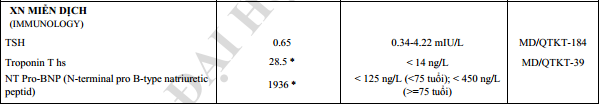 XN MIỄN DỊCH
(IMMUNOLOGY)
TSH 0.65 0.34-4.22 mIU/L MD/QTKT-184
Troponin T hs 28.5 * < 14 ng/L MD/QTKT-39
NT Pro-BNP (N-terminal pro B-type natriuretic peptid) 1936 * < 125 ng/L (<75 tuổi); < 450 ng/L (>=75 tuổi)
ĐẠI H